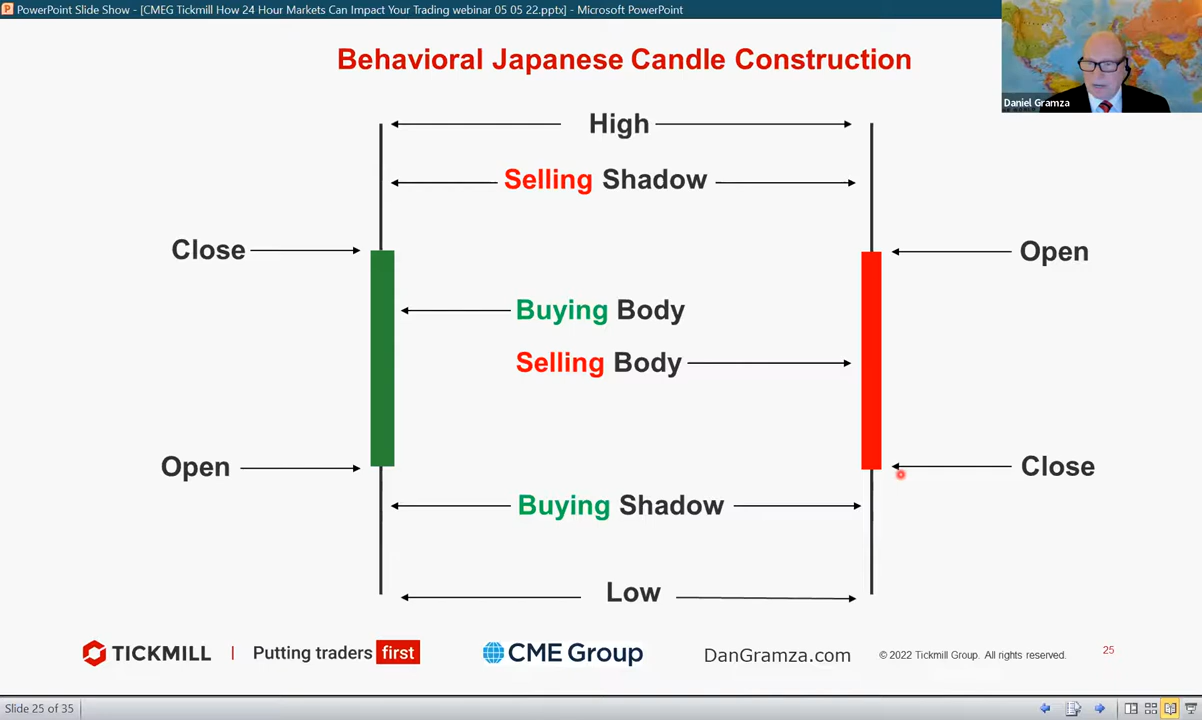 PowerPoint Slide Show - [CMEG Tickmill How 24 Hour Markets Can Impact Your Trading webinar 05 05 22.pptx] - Microsoft PowerPoint
Behavioral Japanese Candle Construction
Daniel Gramza
High
Selling Shadow
Close
Open
Buying Body
Selling Body
Open
Close
Buying Shadow
Low
TICKMILL | Putting traders first
CME Group
DanGramza.com
© 2022 Tickmill Group. All rights reserved.
25
Slide 25 of 35